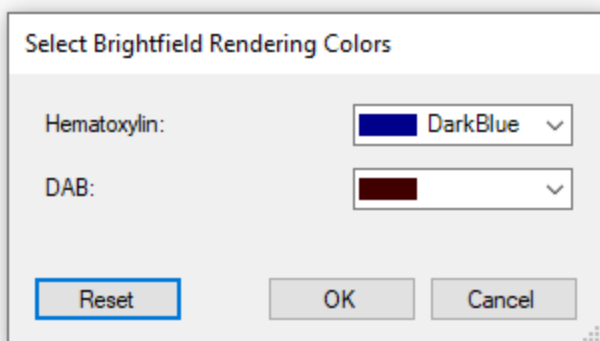 Select Brightfield Rendering Colors
Hematoxylin: DarkBlue
DAB:
Reset OK Cancel